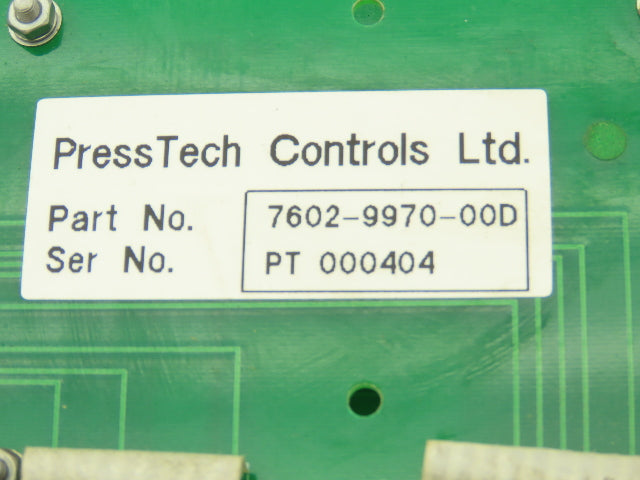 PressTech Controls Ltd.
Part No. 7602-9970-00D
Ser No. PT 000404